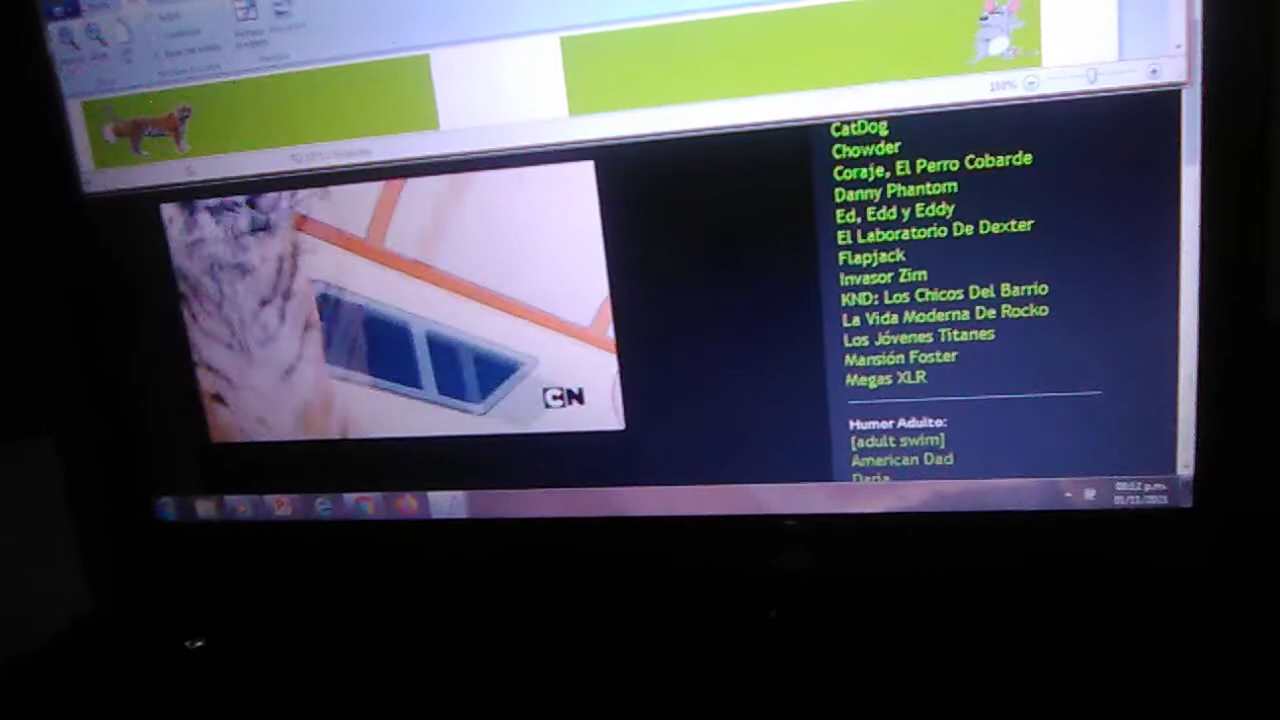 100%
CatDog
Chowder
Coraje, El Perro Cobarde
Danny Phantom
Ed, Edd y Eddy
El Laboratorio De Dexter
Flapjack
Invasor Zim
KND: Los Chicos Del Barrio
La Vida Moderna De Rocko
Los Jóvenes Titanes
Mansión Foster
Megas XLR
CN
Humor Adulto:
[adult swim]
American Dad
Daria